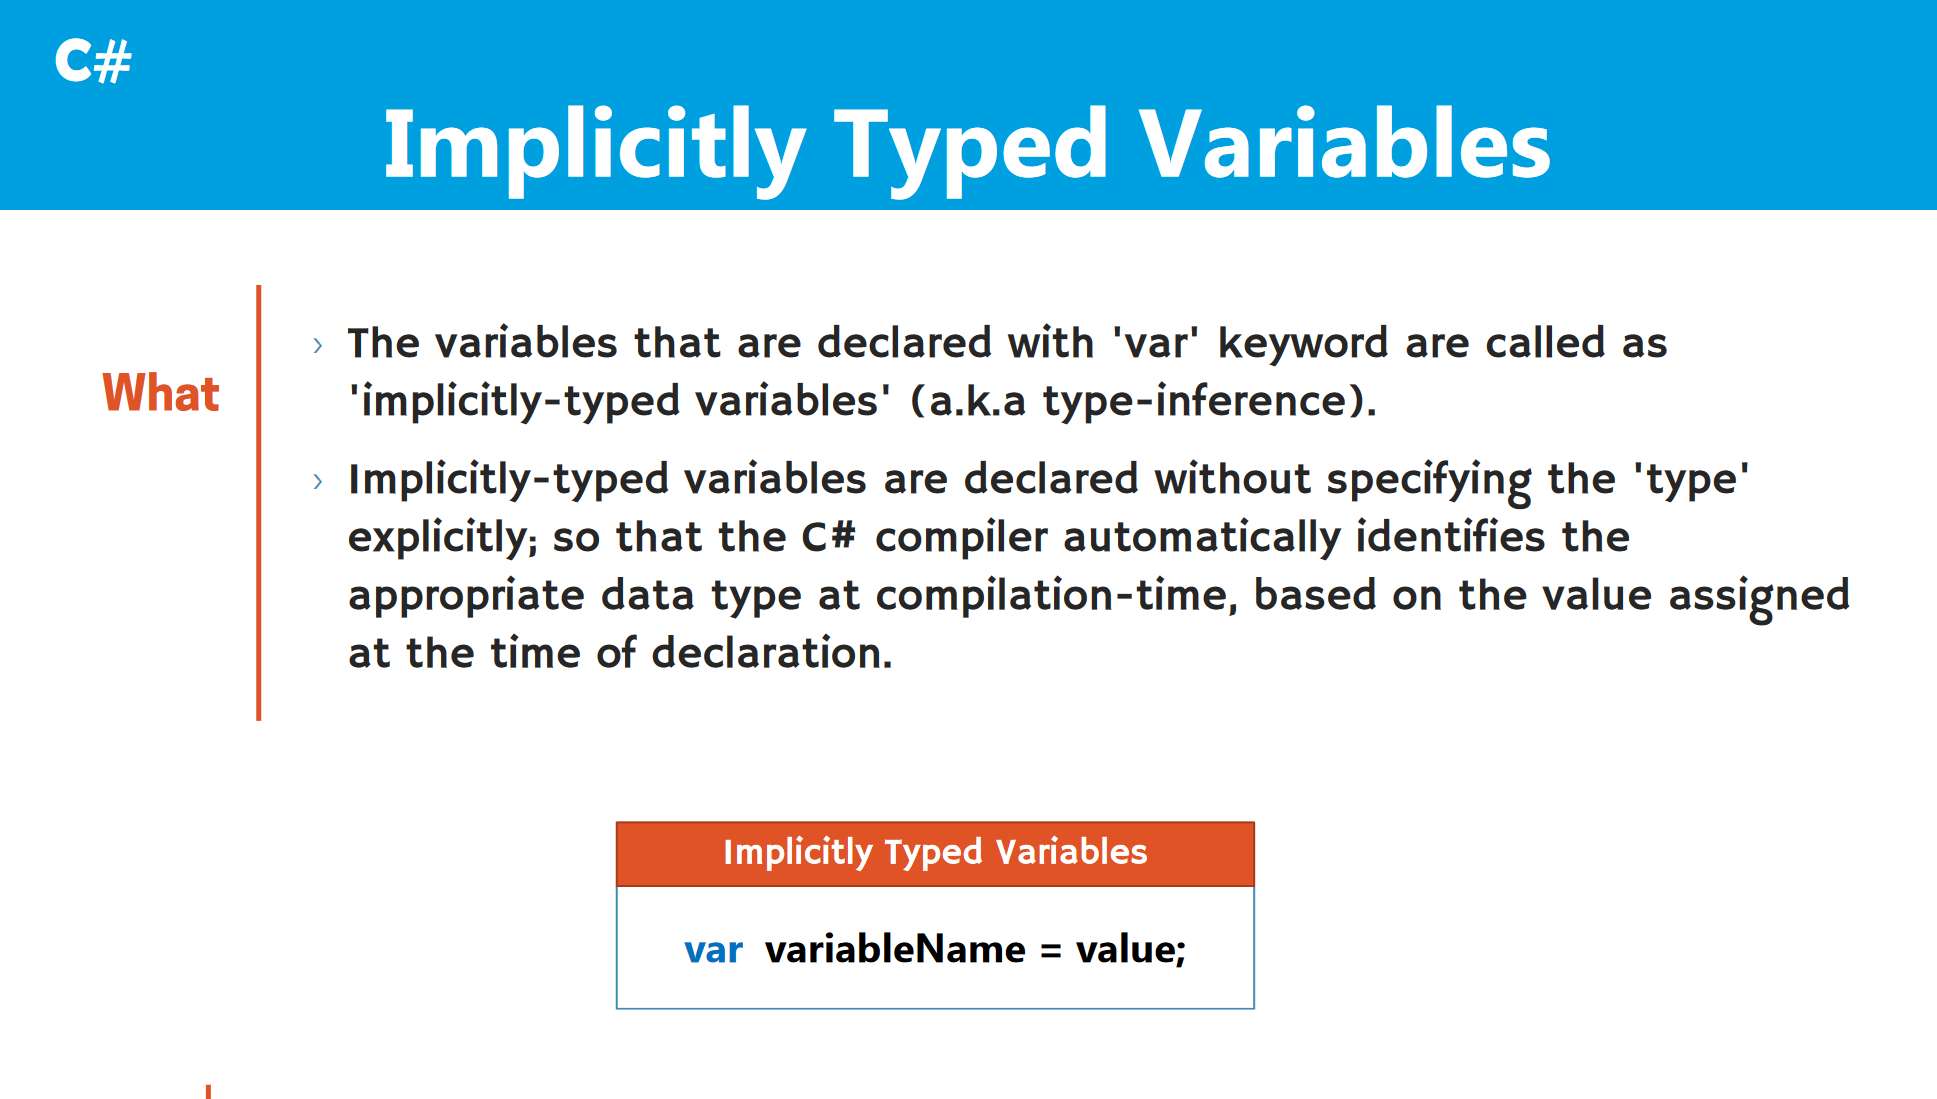 C#
Implicitly Typed Variables
What
› The variables that are declared with 'var' keyword are called as
'implicitly-typed variables' (a.k.a type-inference).
› Implicitly-typed variables are declared without specifying the 'type'
explicitly; so that the C# compiler automatically identifies the
appropriate data type at compilation-time, based on the value assigned
at the time of declaration.
Implicitly Typed Variables
var variableName = value;